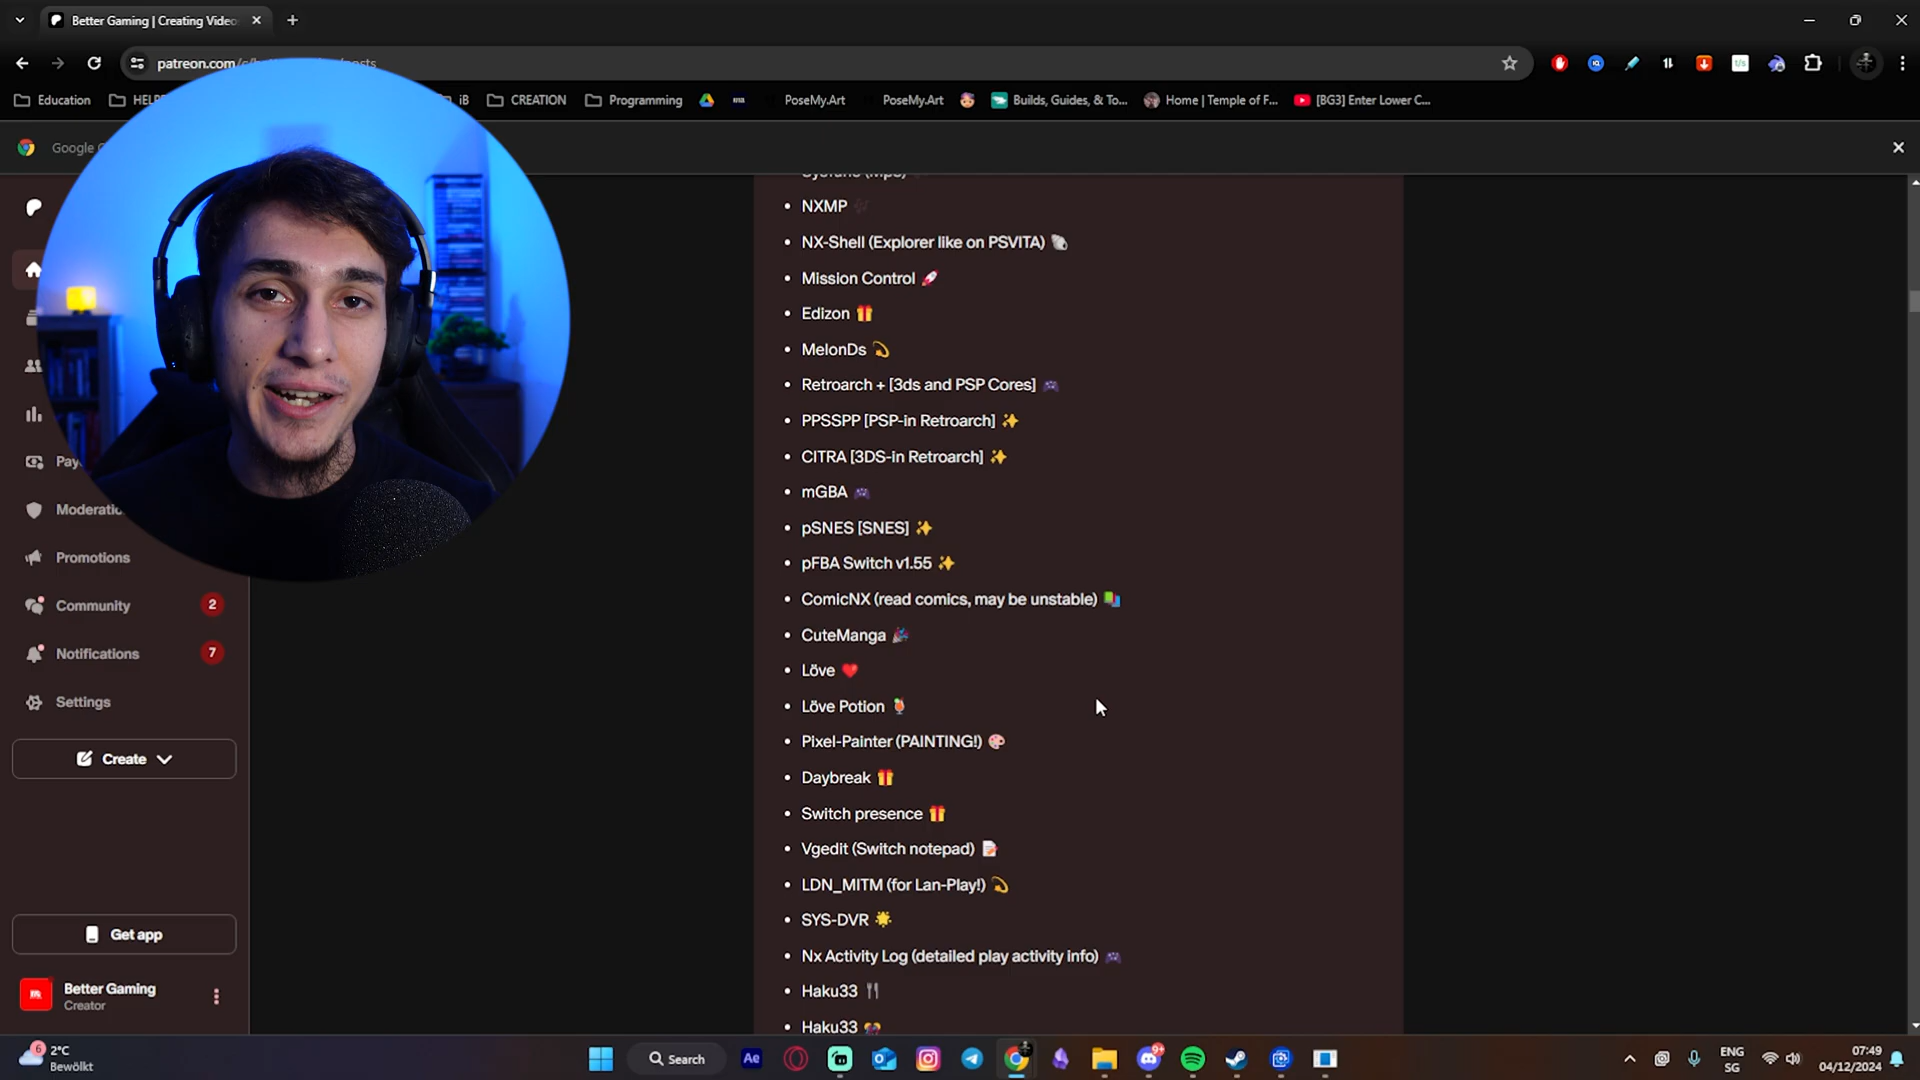 Better Gaming | Creating Video
patreon.com/
Education
HELP
iB
CREATION
Programming
PoseMy.Art
PoseMy.Art
Builds, Guides, & To...
Home | Temple of F...
[BG3] Enter Lower C...
Google
NXMP
NX-Shell (Explorer like on PSVITA)
Mission Control
Edizon
MelonDs
Retroarch + [3ds and PSP Cores]
PPSSPP [PSP-in Retroarch]
CITRA [3DS-in Retroarch]
mGBA
pSNES [SNES]
pFBA Switch v1.55
ComicNX (read comics, may be unstable)
CuteManga
Löve
Löve Potion
Pixel-Painter (PAINTING!)
Daybreak
Switch presence
Vgedit (Switch notepad)
LDN_MITM (for Lan-Play!)
SYS-DVR
Nx Activity Log (detailed play activity info)
Haku33
Haku33
Promotions
Community 2
Notifications 7
Settings
Create
Get app
Better Gaming
Creator
6
2°C
Bewölkt
Search
Ae
9+
ENG
SG
07:49
04/12/2024